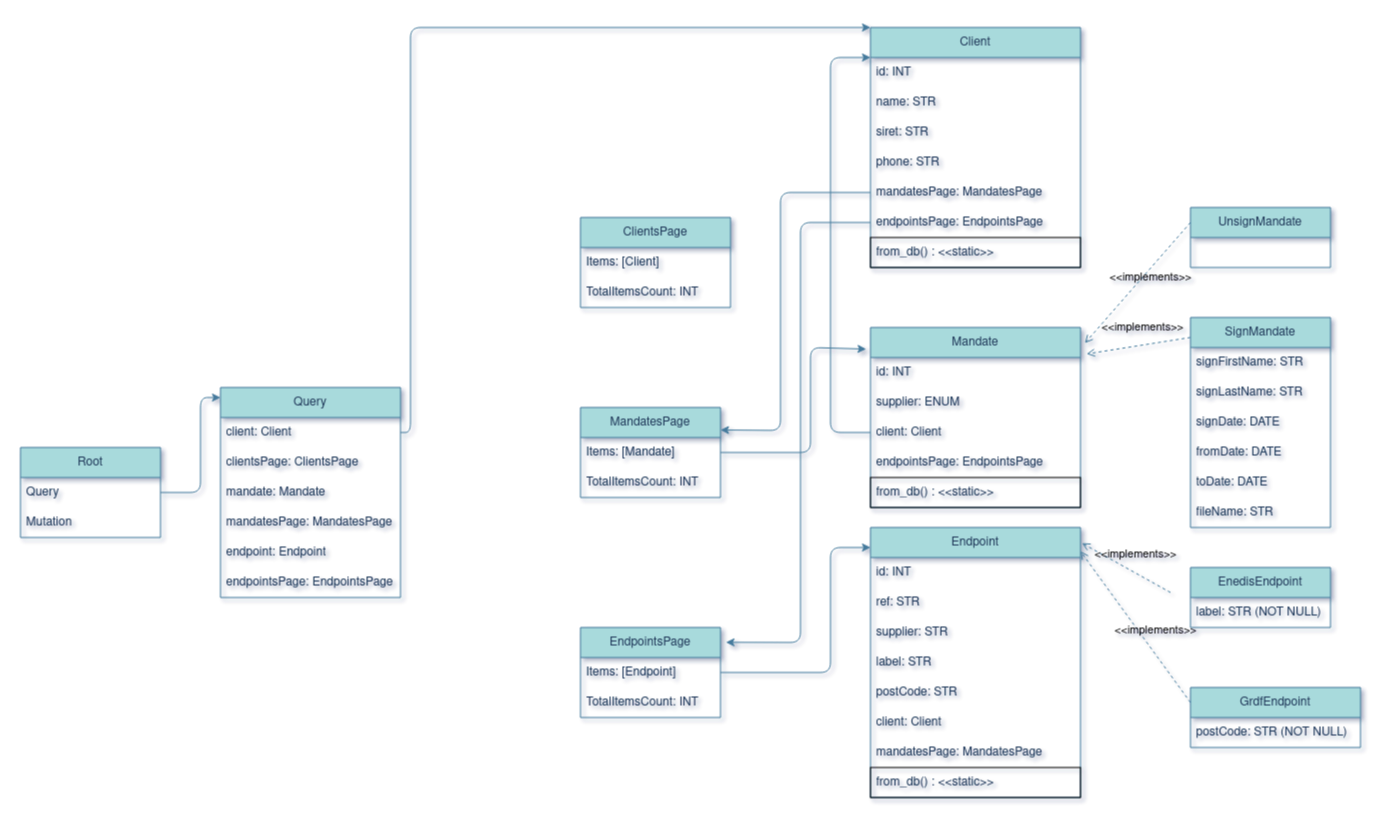 Root
Query
Mutation
Query
client: Client
clientsPage: ClientsPage
mandate: Mandate
mandatesPage: MandatesPage
endpoint: Endpoint
endpointsPage: EndpointsPage
ClientsPage
Items: [Client]
TotalItemsCount: INT
MandatesPage
Items: [Mandate]
TotalItemsCount: INT
EndpointsPage
Items: [Endpoint]
TotalItemsCount: INT
Client
id: INT
name: STR
siret: STR
phone: STR
mandatesPage: MandatesPage
endpointsPage: EndpointsPage
from_db() : <<static>>
Mandate
id: INT
supplier: ENUM
client: Client
endpointsPage: EndpointsPage
from_db() : <<static>>
Endpoint
id: INT
ref: STR
supplier: STR
label: STR
postCode: STR
client: Client
mandatesPage: MandatesPage
from_db() : <<static>>
<<implements>>
<<implements>>
<<implements>>
<<implements>>
UnsignMandate
SignMandate
signFirstName: STR
signLastName: STR
signDate: DATE
fromDate: DATE
toDate: DATE
fileName: STR
EnedisEndpoint
label: STR (NOT NULL)
GrdfEndpoint
postCode: STR (NOT NULL)